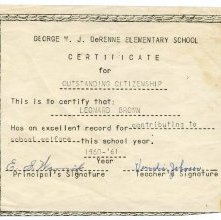 GEORGE W. J. DeRENNE ELEMENTARY SCHOOL
CERTIFICATE
for
OUTSTANDING CITIZENSHIP
This is to certify that:
LEONARD BROWN
Has an excellent record for contributing to
school welfare this school year.
1960-'61
Year
Principal's Signature Teacher's Signature